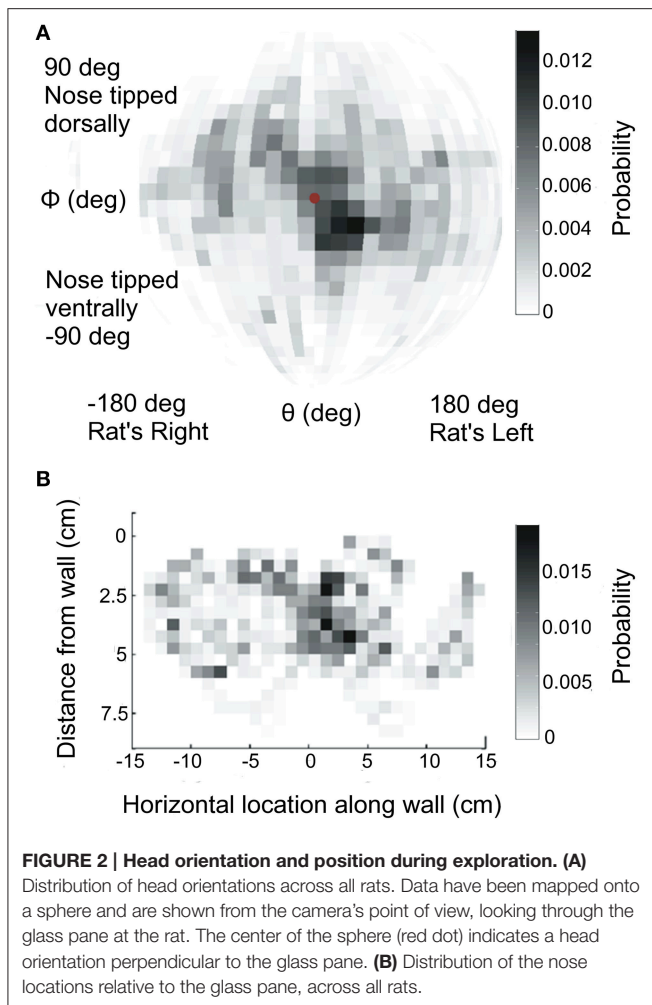 A
90 deg
Nose tipped
dorsally
Φ (deg)
Nose tipped
ventrally
-90 deg
-180 deg
Rat's Right
θ (deg)
180 deg
Rat's Left
0.012
0.010
0.008
0.006
0.004
0.002
0
Probability
B
Distance from wall (cm)
0
2.5
5
7.5
-15 -10 -5 0 5 10 15
Horizontal location along wall (cm)
0.015
0.010
0.005
0
Probability
FIGURE 2 | Head orientation and position during exploration. (A)
Distribution of head orientations across all rats. Data have been mapped onto
a sphere and are shown from the camera's point of view, looking through the
glass pane at the rat. The center of the sphere (red dot) indicates a head
orientation perpendicular to the glass pane. (B) Distribution of the nose
locations relative to the glass pane, across all rats.